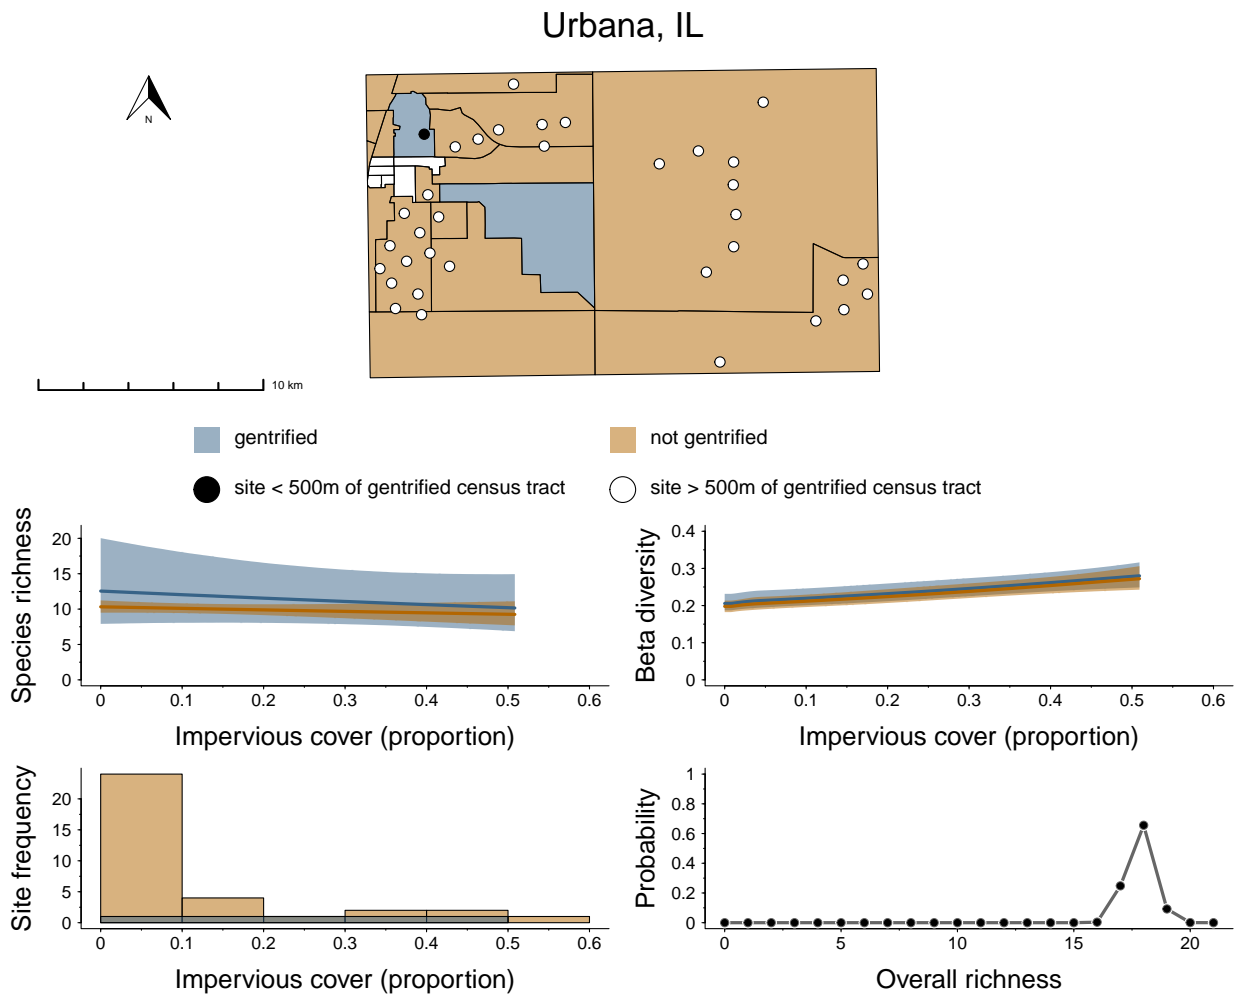 Urbana, IL
N
10 km
gentrified
not gentrified
site < 500m of gentrified census tract
site > 500m of gentrified census tract
Species richness
20
15
10
5
0
0 0.1 0.2 0.3 0.4 0.5 0.6
Impervious cover (proportion)
Beta diversity
0.4
0.3
0.2
0.1
0
0 0.1 0.2 0.3 0.4 0.5 0.6
Impervious cover (proportion)
Site frequency
20
15
10
5
0
0 0.1 0.2 0.3 0.4 0.5 0.6
Impervious cover (proportion)
Probability
1
0.8
0.6
0.4
0.2
0
0 5 10 15 20
Overall richness